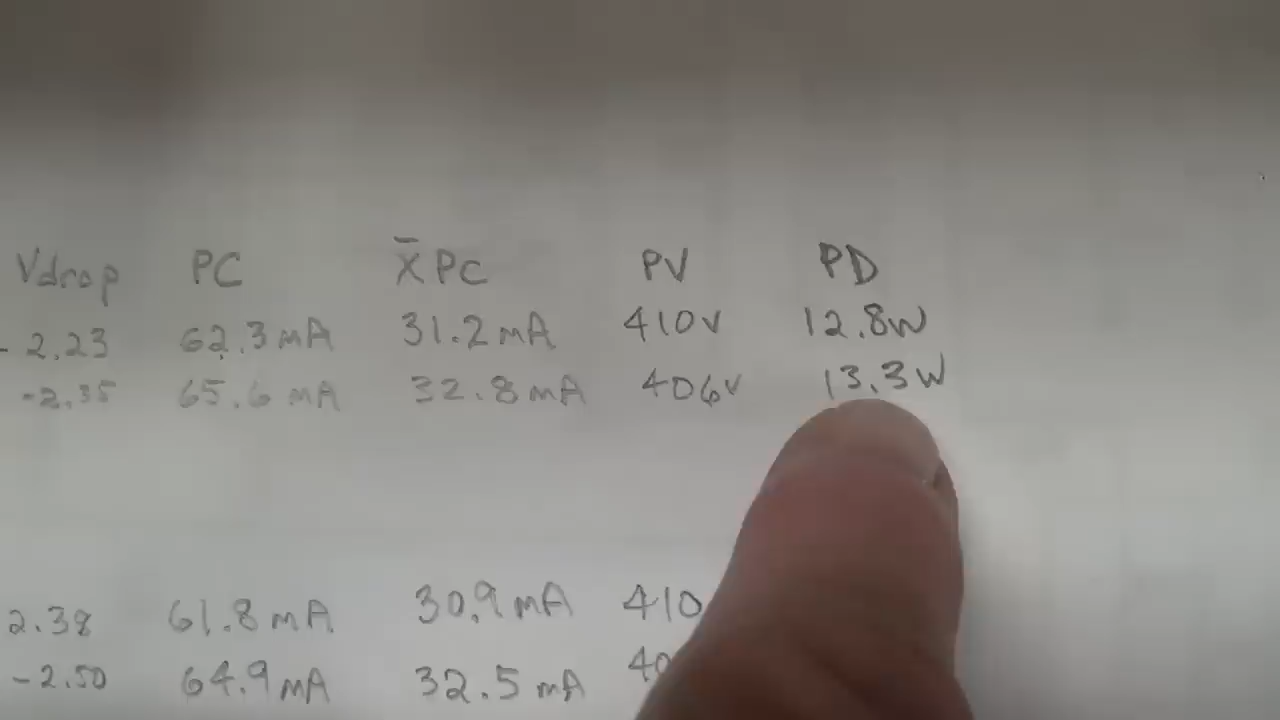 Vdrop PC X̄ PC PV PD
- 2.23 62.3 mA 31.2 mA 410V 12.8W
-2.35 65.6 mA 32.8 mA 406V 13.3W
2.38 61.8 mA 30.9 mA 410
-2.50 64.9 mA 32.5 mA 40